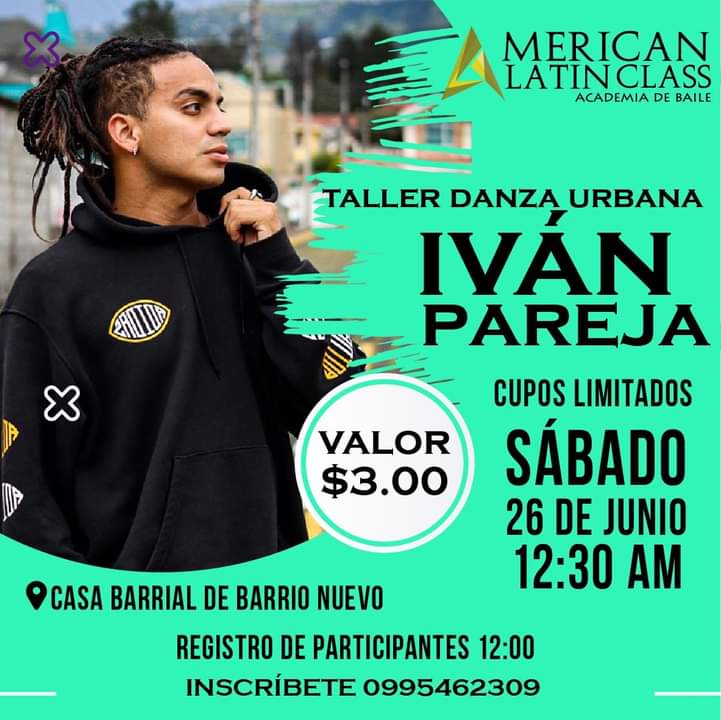 AMERICAN
LATIN CLASS
ACADEMIA DE BAILE
TALLER DANZA URBANA
IVÁN
PAREJA
CUPOS LIMITADOS
VALOR
$3.00
SÁBADO
26 DE JUNIO
12:30 AM
CASA BARRIAL DE BARRIO NUEVO
REGISTRO DE PARTICIPANTES 12:00
INSCRÍBETE 0995462309